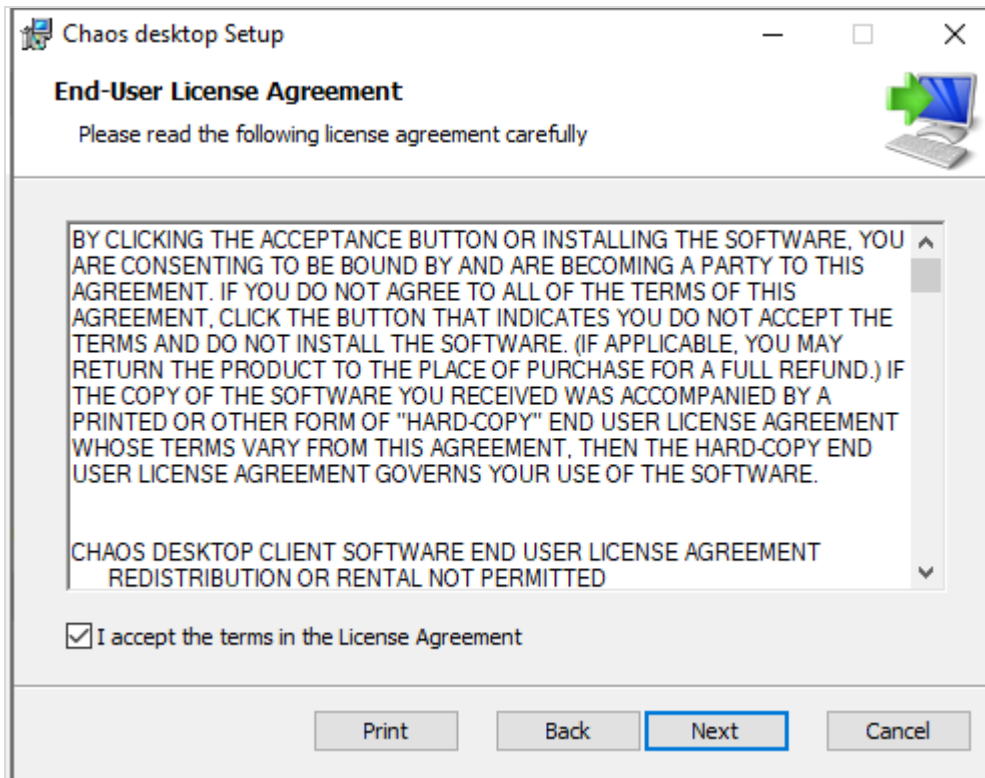 Chaos desktop Setup
End-User License Agreement
Please read the following license agreement carefully
BY CLICKING THE ACCEPTANCE BUTTON OR INSTALLING THE SOFTWARE, YOU
ARE CONSENTING TO BE BOUND BY AND ARE BECOMING A PARTY TO THIS
AGREEMENT. IF YOU DO NOT AGREE TO ALL OF THE TERMS OF THIS
AGREEMENT, CLICK THE BUTTON THAT INDICATES YOU DO NOT ACCEPT THE
TERMS AND DO NOT INSTALL THE SOFTWARE. (IF APPLICABLE, YOU MAY
RETURN THE PRODUCT TO THE PLACE OF PURCHASE FOR A FULL REFUND.) IF
THE COPY OF THE SOFTWARE YOU RECEIVED WAS ACCOMPANIED BY A
PRINTED OR OTHER FORM OF "HARD-COPY" END USER LICENSE AGREEMENT
WHOSE TERMS VARY FROM THIS AGREEMENT, THEN THE HARD-COPY END
USER LICENSE AGREEMENT GOVERNS YOUR USE OF THE SOFTWARE.
CHAOS DESKTOP CLIENT SOFTWARE END USER LICENSE AGREEMENT
REDISTRIBUTION OR RENTAL NOT PERMITTED
I accept the terms in the License Agreement
Print Back Next Cancel